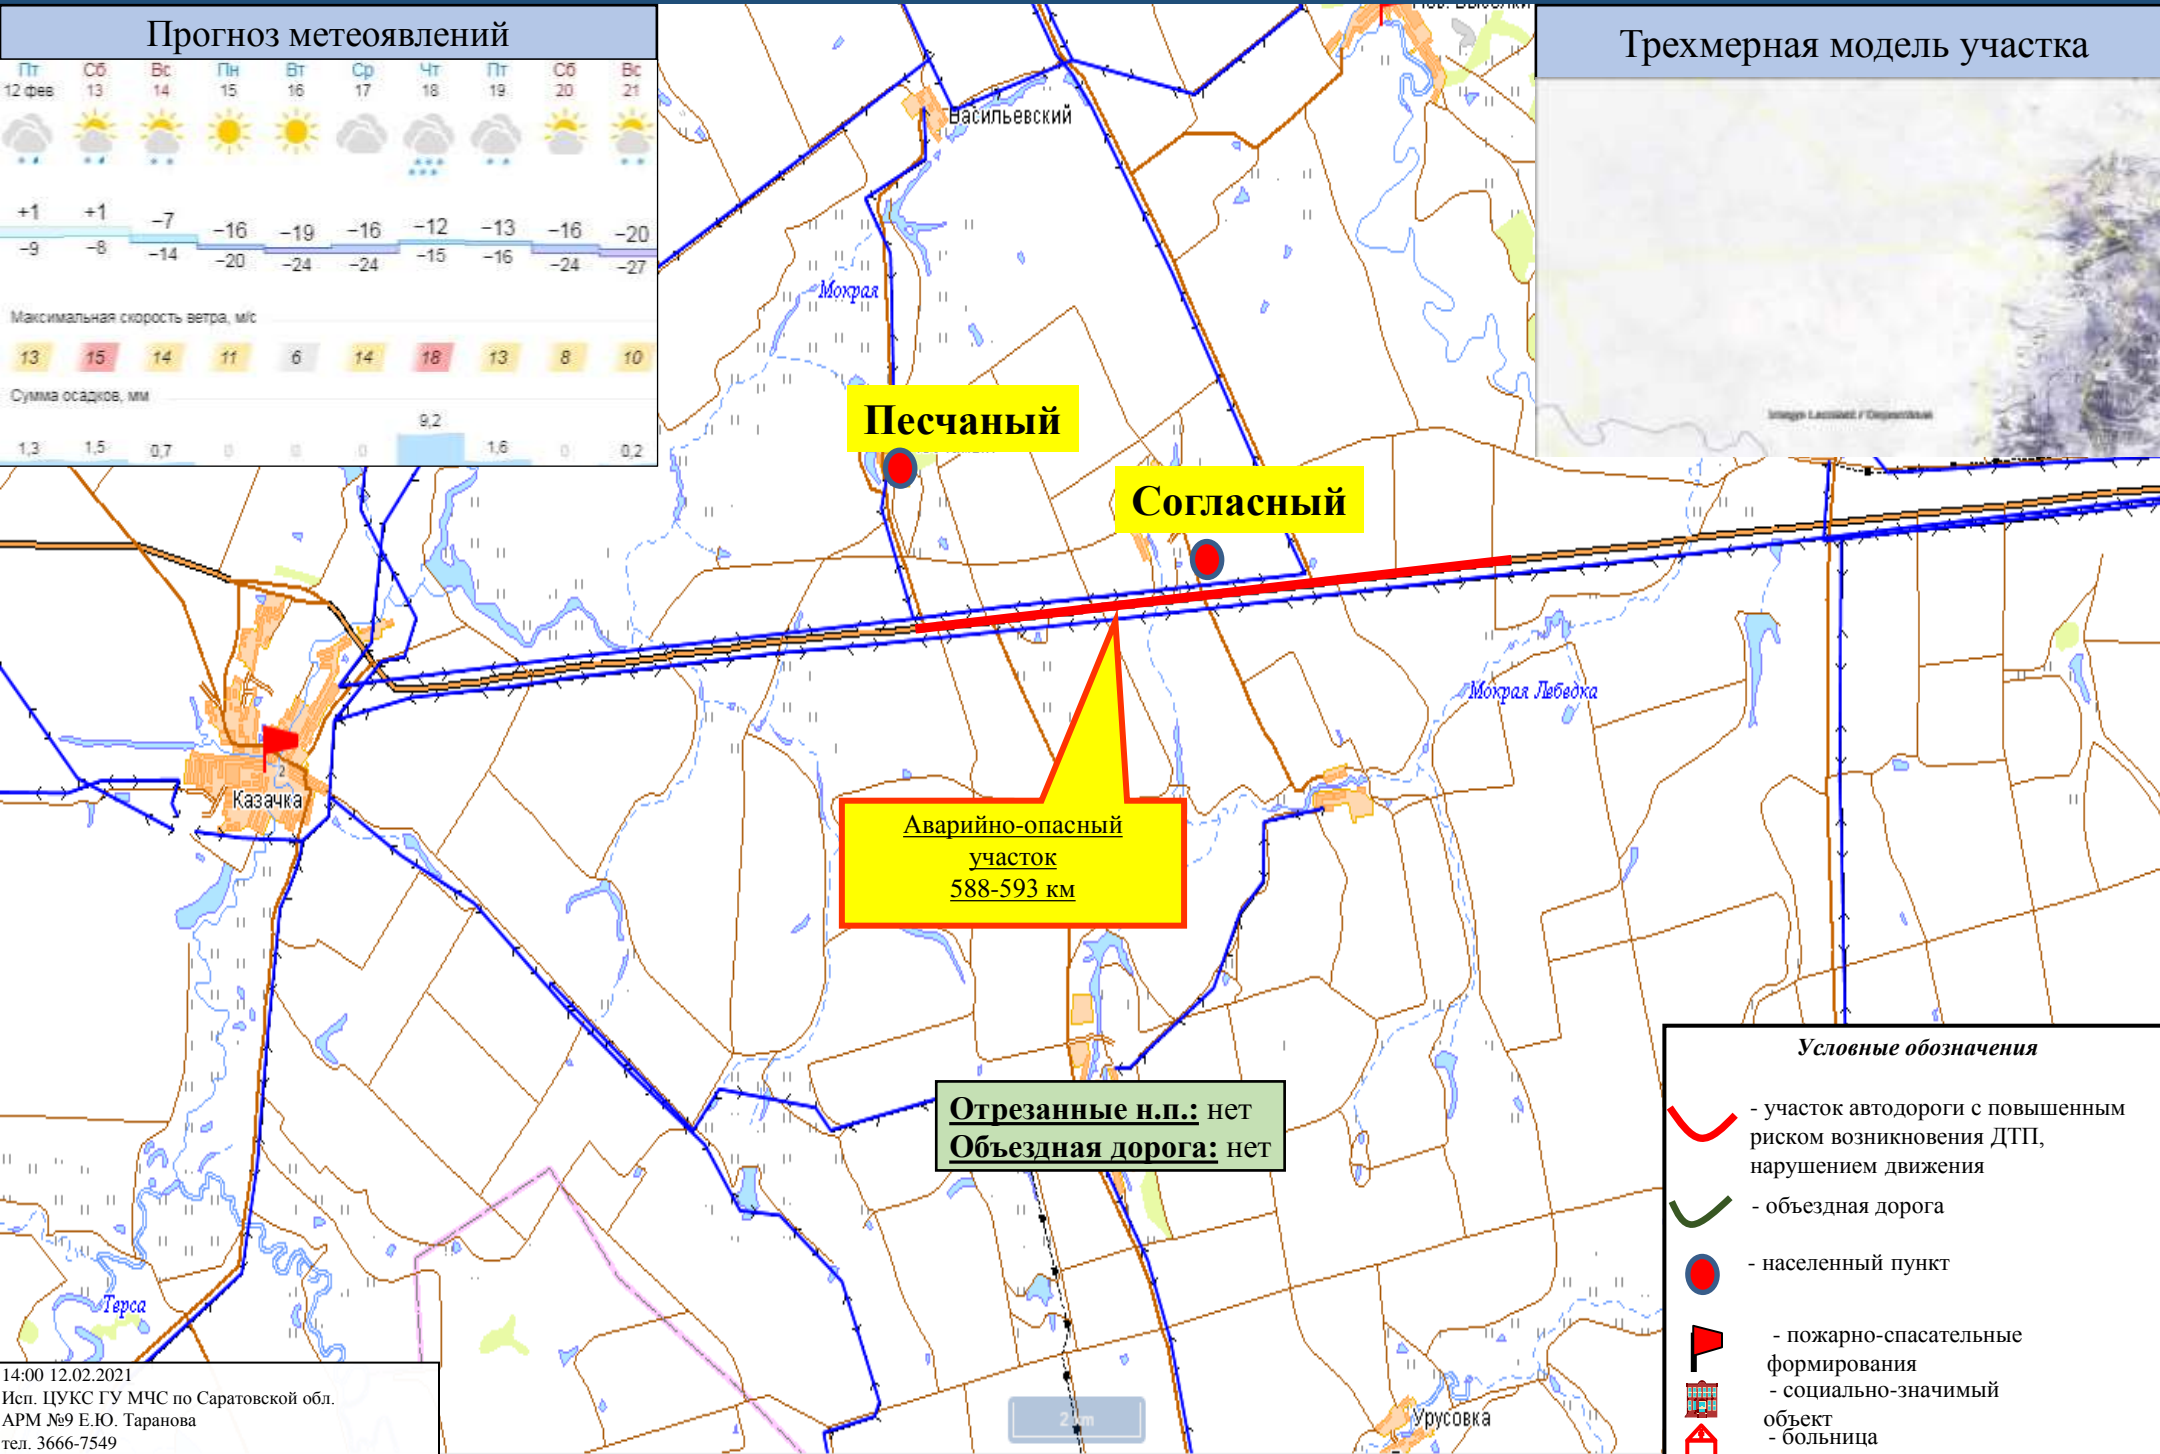 Прогноз метеоявлений
Пт Сб Вс Пн Вт Ср Чт Пт Сб Вс
12 фев 13 14 15 16 17 18 19 20 21
+1 +1 −7 −16 −19 −16 −12 −13 −16 −20
−9 −8 −14 −20 −24 −24 −15 −16 −24 −27
Максимальная скорость ветра, м/с
13 15 14 11 6 14 18 13 8 10
Сумма осадков, мм
1,3 1,5 0,7 0 0 0 9,2 1,6 0 0,2
Трехмерная модель участка
Васильевский
Мокрая
Песчаный
Согласный
Мокрая Лебедка
2
Казачка
Аварийно-опасный
участок
588-593 км
Отрезанные н.п.: нет
Объездная дорога: нет
Терса
Урусовка
2 km
Условные обозначения
- участок автодороги с повышенным
риском возникновения ДТП,
нарушением движения
- объездная дорога
- населенный пункт
- пожарно-спасательные
формирования
- социально-значимый
объект
- больница
14:00 12.02.2021
Исп. ЦУКС ГУ МЧС по Саратовской обл.
АРМ №9 Е.Ю. Таранова
тел. 3666-7549